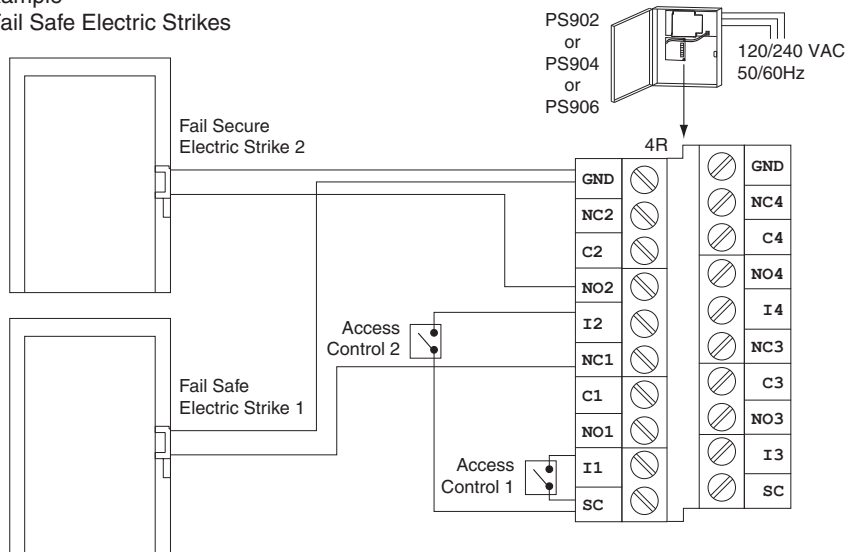 Fail Safe Electric Strikes
PS902
or
PS904
or
PS906
120/240 VAC
50/60Hz
Fail Secure
Electric Strike 2
4R
GND
NC2
C2
NO2
I2
NC1
C1
NO1
I1
SC
GND
NC4
C4
NO4
I4
NC3
C3
NO3
I3
SC
Access
Control 2
Fail Safe
Electric Strike 1
Access
Control 1